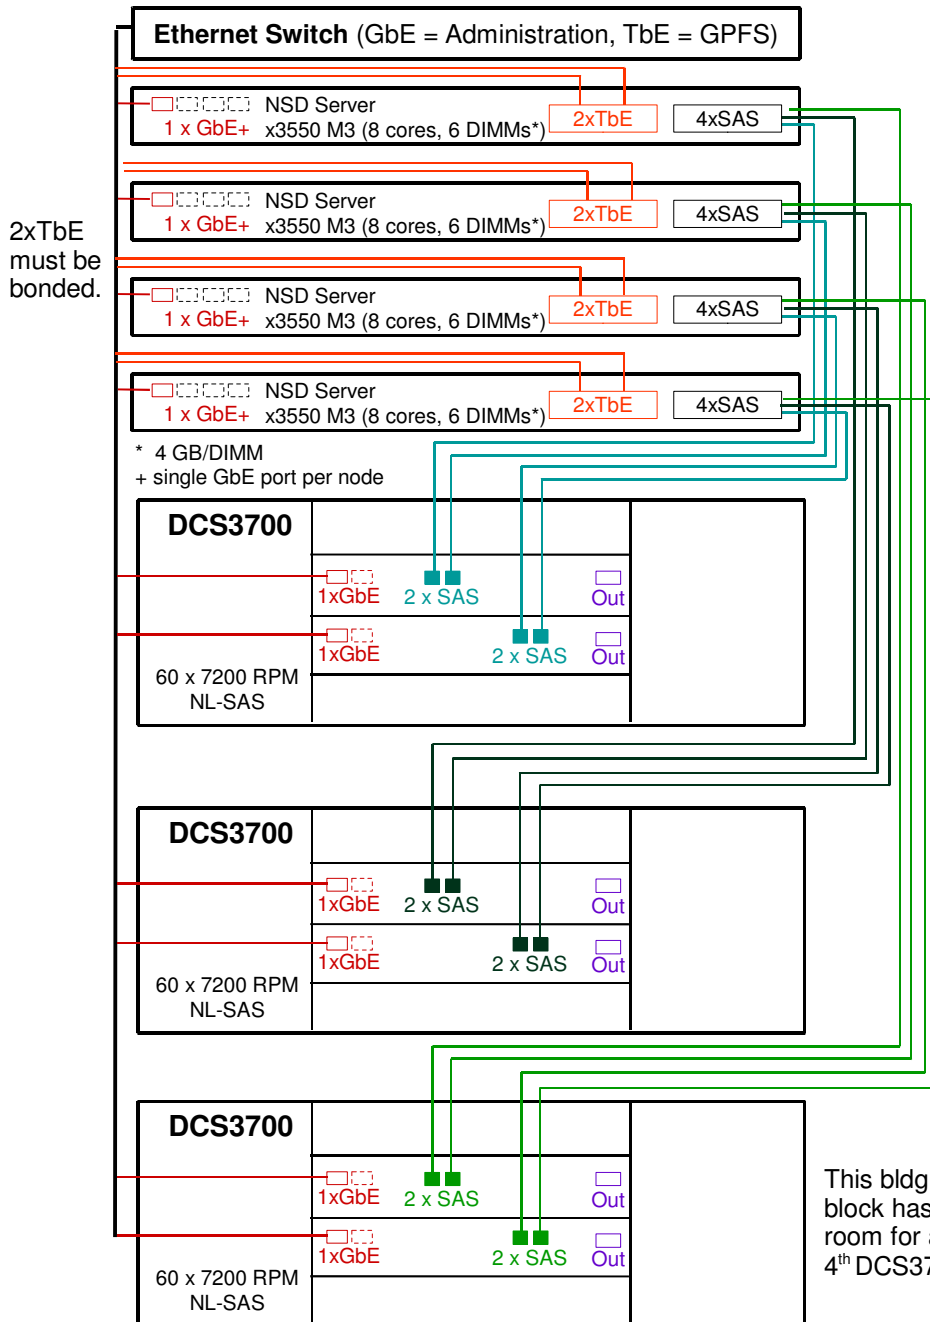 Ethernet Switch (GbE = Administration, TbE = GPFS)
NSD Server
1 x GbE+ x3550 M3 (8 cores, 6 DIMMs*)
2xTbE
4xSAS
NSD Server
1 x GbE+ x3550 M3 (8 cores, 6 DIMMs*)
2xTbE
4xSAS
2xTbE
must be
bonded.
NSD Server
1 x GbE+ x3550 M3 (8 cores, 6 DIMMs*)
2xTbE
4xSAS
NSD Server
1 x GbE+ x3550 M3 (8 cores, 6 DIMMs*)
2xTbE
4xSAS
* 4 GB/DIMM
+ single GbE port per node
DCS3700
1xGbE
2 x SAS
Out
1xGbE
2 x SAS
Out
60 x 7200 RPM
NL-SAS
DCS3700
1xGbE
2 x SAS
Out
1xGbE
2 x SAS
Out
60 x 7200 RPM
NL-SAS
DCS3700
1xGbE
2 x SAS
Out
1xGbE
2 x SAS
Out
60 x 7200 RPM
NL-SAS
This bldg
block has
room for
4th